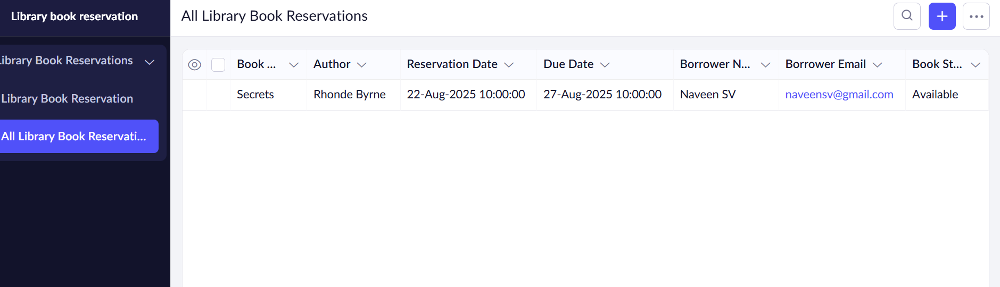 Library book reservation
Library Book Reservations
Library Book Reservation
All Library Book Reservati...
All Library Book Reservations
Book ... Author Reservation Date Due Date Borrower N... Borrower Email Book St...
Secrets Rhonde Byrne 22-Aug-2025 10:00:00 27-Aug-2025 10:00:00 Naveen SV naveensv@gmail.com Available